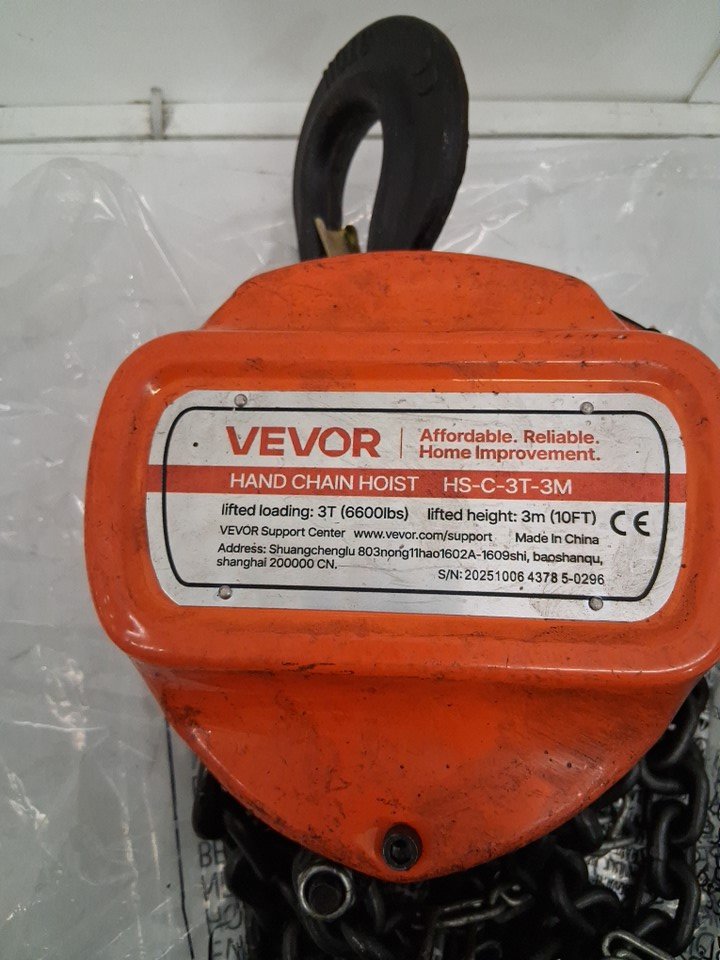 VEVOR
Affordable. Reliable.
Home Improvement.
HAND CHAIN HOIST HS-C-3T-3M
lifted loading: 3T (6600lbs) lifted height: 3m (10FT) CE
VEVOR Support Center www.vevor.com/support Made In China
Address: Shuangchenglu 803nong11hao1602A-1609shi, baoshanqu,
shanghai 200000 CN.
S/N: 20251006 4378 5-0296